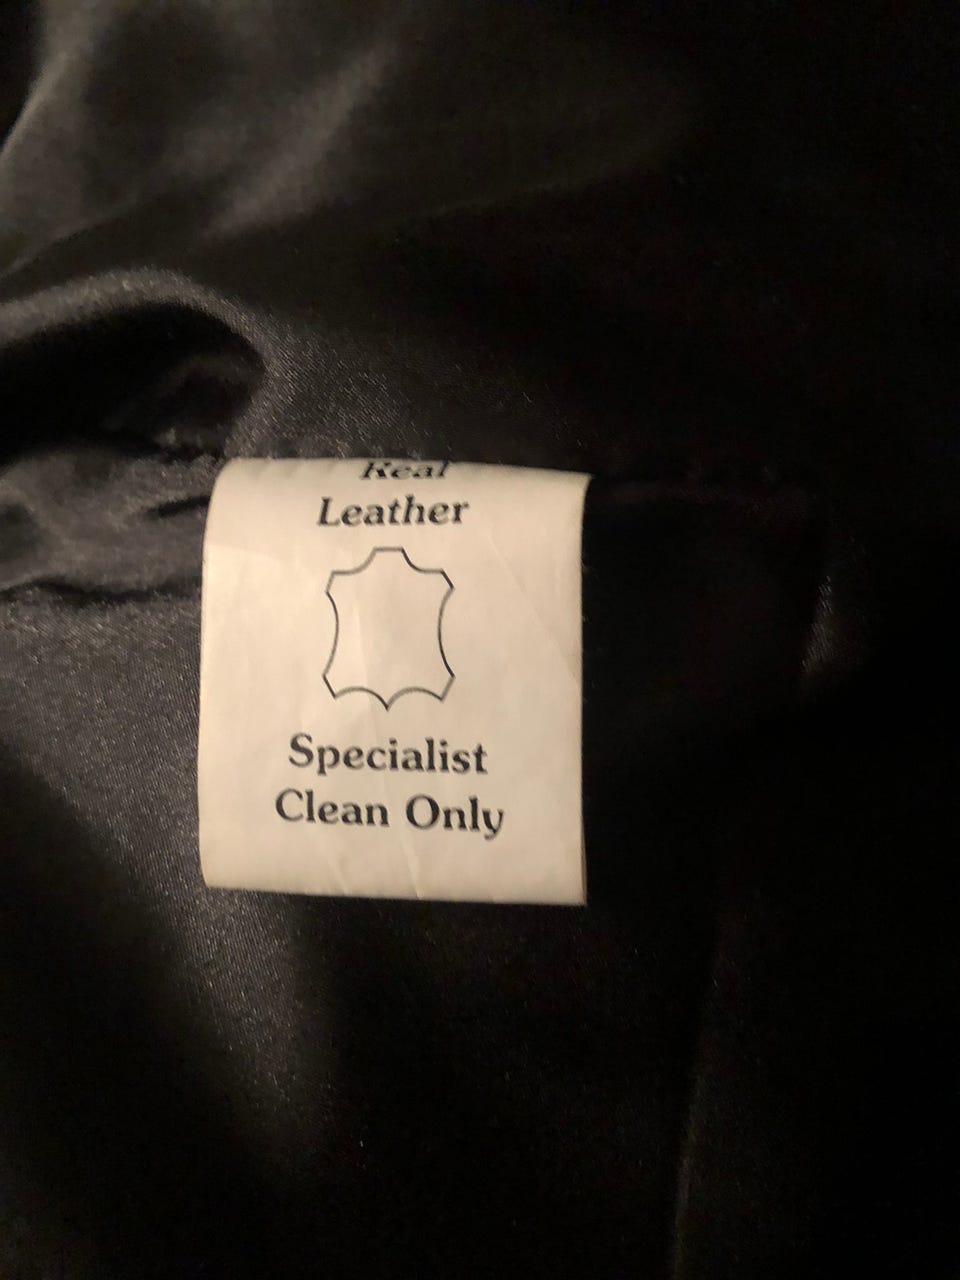 Real
Leather
Specialist
Clean Only